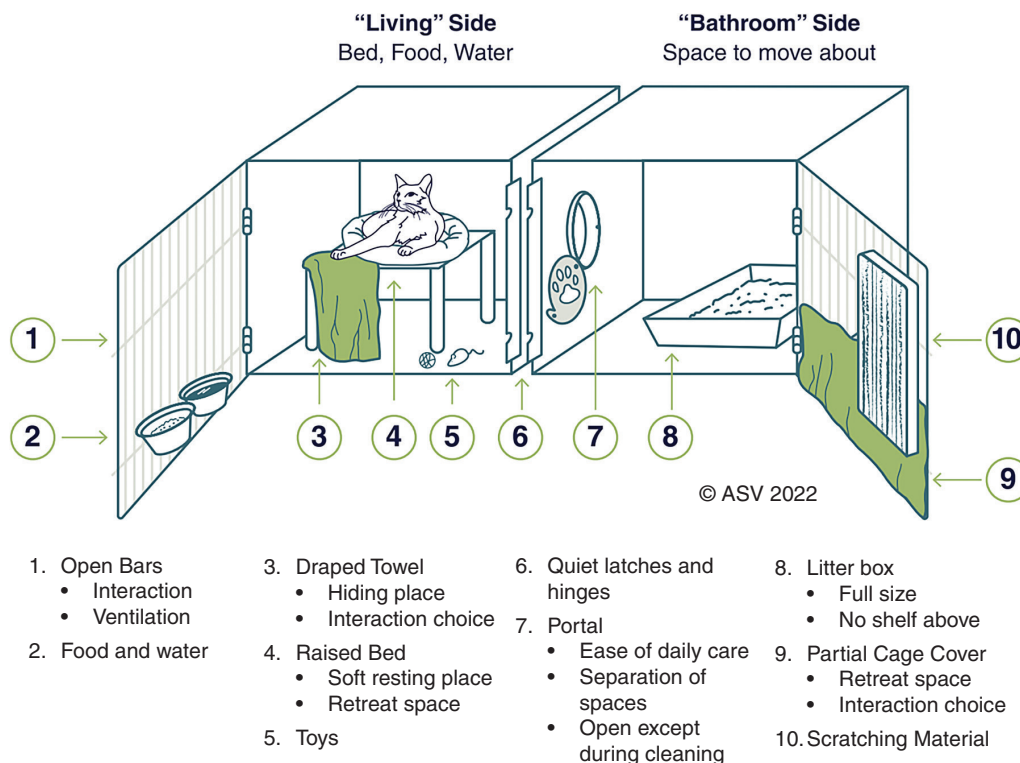 “Living” Side
Bed, Food, Water
“Bathroom” Side
Space to move about
1
2
3
4
5
6
7
8
9
10
© ASV 2022
1. Open Bars
• Interaction
• Ventilation
2. Food and water
3. Draped Towel
• Hiding place
• Interaction choice
4. Raised Bed
• Soft resting place
• Retreat space
5. Toys
6. Quiet latches and
hinges
7. Portal
• Ease of daily care
• Separation of
spaces
• Open except
during cleaning
8. Litter box
• Full size
• No shelf above
9. Partial Cage Cover
• Retreat space
• Interaction choice
10. Scratching Material